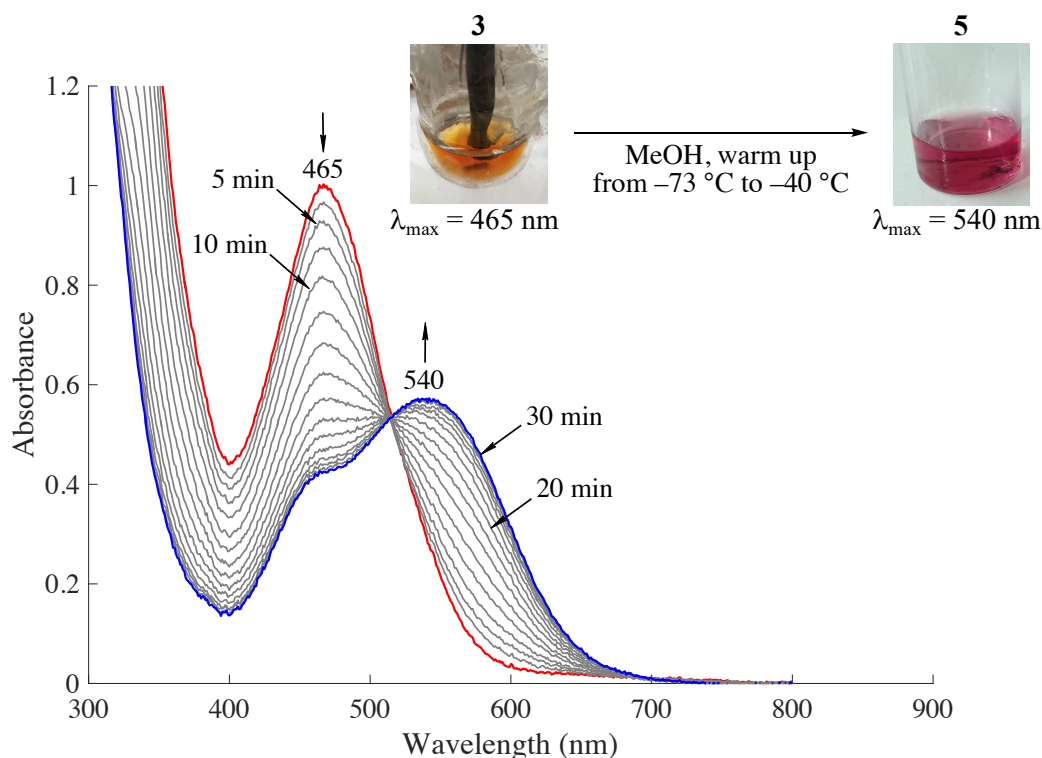 3
5
MeOH, warm up
from –73 °C to –40 °C
λmax = 465 nm
λmax = 540 nm
465
5 min
10 min
540
30 min
20 min
Absorbance
1.2
1
0.8
0.6
0.4
0.2
0
300
400
500
600
700
800
900
Wavelength (nm)